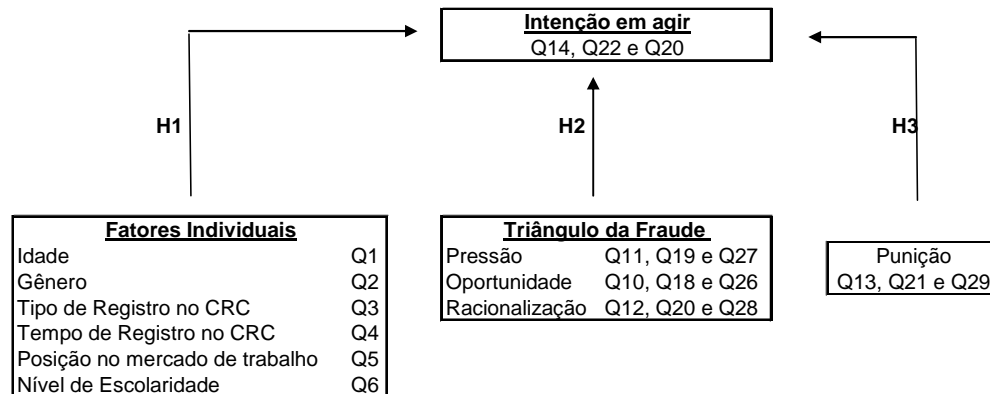 Intenção em agir
Q14, Q22 e Q20
H1
H2
H3
Fatores Individuais
Idade Q1
Gênero Q2
Tipo de Registro no CRC Q3
Tempo de Registro no CRC Q4
Posição no mercado de trabalho Q5
Nível de Escolaridade Q6
Triângulo da Fraude
Pressão Q11, Q19 e Q27
Oportunidade Q10, Q18 e Q26
Racionalização Q12, Q20 e Q28
Punição
Q13, Q21 e Q29